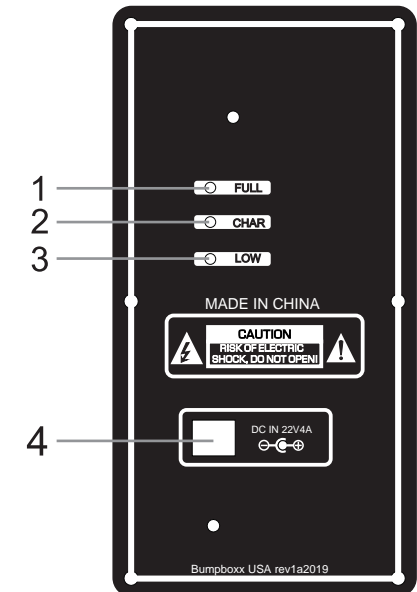 1 FULL
2 CHAR
3 LOW
MADE IN CHINA
CAUTION
RISK OF ELECTRIC
SHOCK, DO NOT OPEN!
4
DC IN 22V4A
Bumpboxx USA rev1a2019